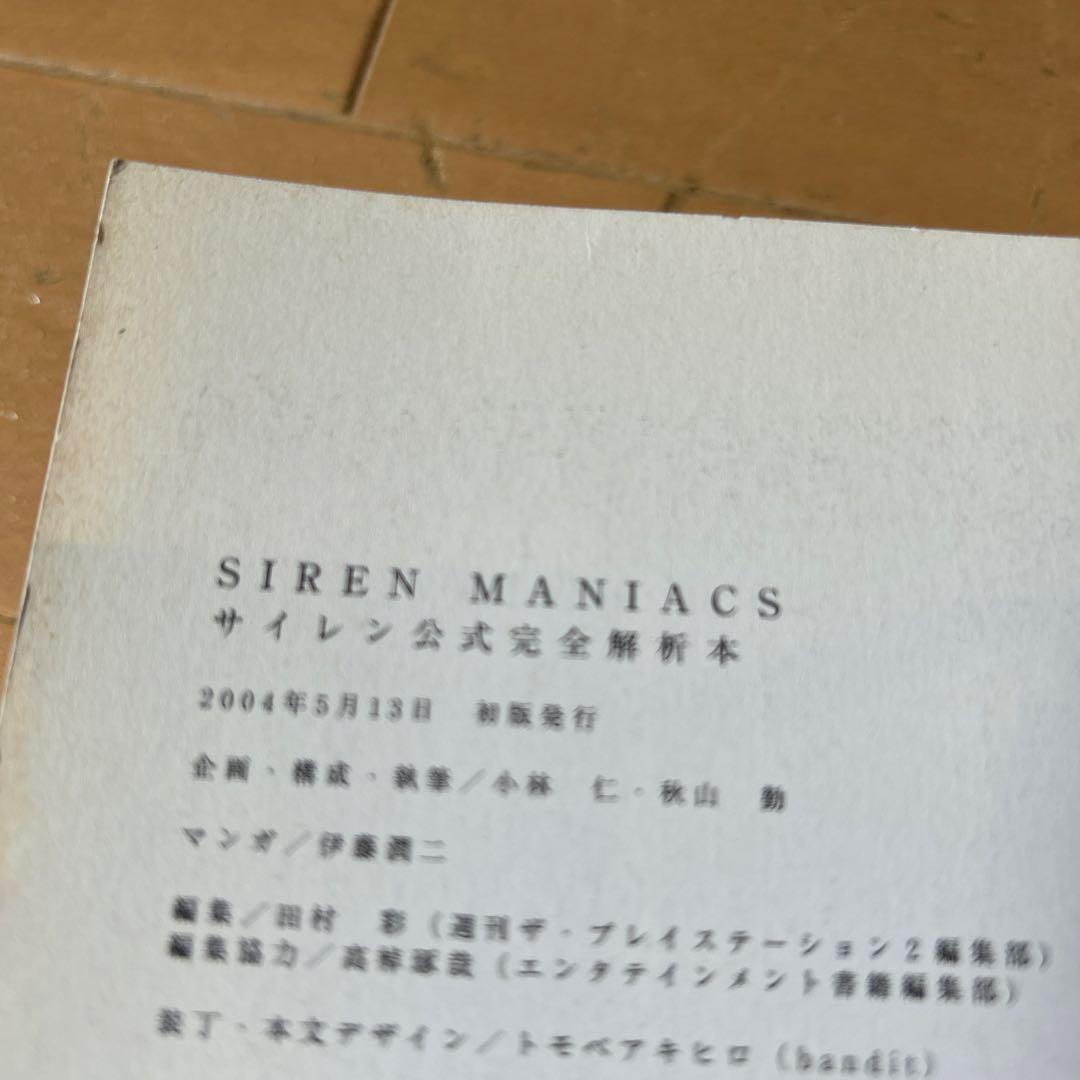 SIREN MANIACS
サイレン公式完全解析本
2004年5月13日 初版発行
企画・構成・執筆／小林 仁・秋山 勤
マンガ／伊藤潤二
編集／田村 彩（週刊ザ・プレイステーション2編集部）
編集協力／（エンタテインメント書籍編集部）
装丁・本文デザイン／トモベアキヒロ（bandit）